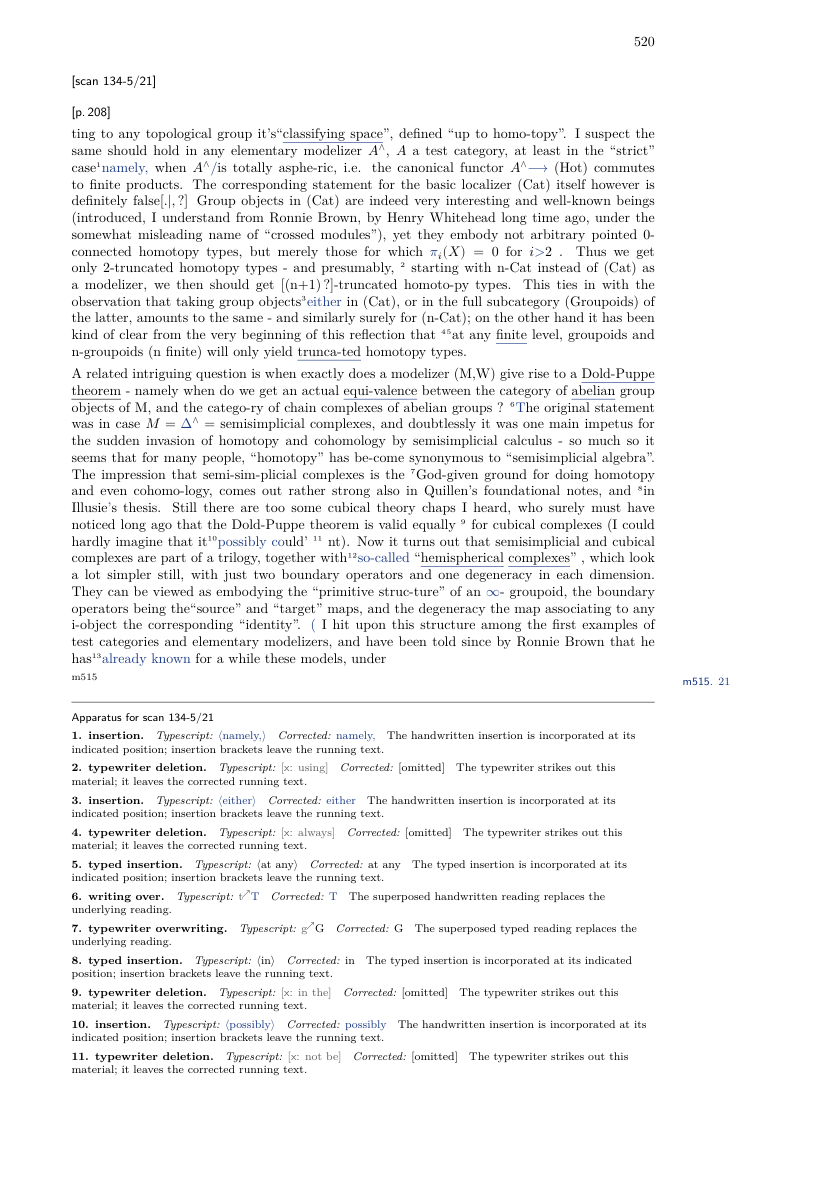 520
[scan 134-5/21]
[p. 208]
ting to any topological group it's“classifying space”, defined “up to homo-topy”. I suspect the
same should hold in any elementary modelizer A^, A a test category, at least in the “strict”
case¹namely, when A^/is totally asphe-ric, i.e. the canonical functor A^⟶ (Hot) commutes
to finite products. The corresponding statement for the basic localizer (Cat) itself however is
definitely false[.|, ?] Group objects in (Cat) are indeed very interesting and well-known beings
(introduced, I understand from Ronnie Brown, by Henry Whitehead long time ago, under the
somewhat misleading name of “crossed modules”), yet they embody not arbitrary pointed 0-
connected homotopy types, but merely those for which πᵢ(X) = 0 for i>2 . Thus we get
only 2-truncated homotopy types - and presumably, ² starting with n-Cat instead of (Cat) as
a modelizer, we then should get [(n+1) ?]-truncated homoto-py types. This ties in with the
observation that taking group objects³either in (Cat), or in the full subcategory (Groupoids) of
the latter, amounts to the same - and similarly surely for (n-Cat); on the other hand it has been
kind of clear from the very beginning of this reflection that ⁴⁵at any finite level, groupoids and
n-groupoids (n finite) will only yield trunca-ted homotopy types.
A related intriguing question is when exactly does a modelizer (M,W) give rise to a Dold-Puppe
theorem - namely when do we get an actual equi-valence between the category of abelian group
objects of M, and the catego-ry of chain complexes of abelian groups ? ⁶The original statement
was in case M = Δ^ = semisimplicial complexes, and doubtlessly it was one main impetus for
the sudden invasion of homotopy and cohomology by semisimplicial calculus - so much so it
seems that for many people, “homotopy” has be-come synonymous to “semisimplicial algebra”.
The impression that semi-sim-plicial complexes is the ⁷God-given ground for doing homotopy
and even cohomo-logy, comes out rather strong also in Quillen's foundational notes, and ⁸in
Illusie's thesis. Still there are too some cubical theory chaps I heard, who surely must have
noticed long ago that the Dold-Puppe theorem is valid equally ⁹ for cubical complexes (I could
hardly imagine that it¹⁰possibly could' ¹¹ nt). Now it turns out that semisimplicial and cubical
complexes are part of a trilogy, together with¹²so-called “hemispherical complexes” , which look
a lot simpler still, with just two boundary operators and one degeneracy in each dimension.
They can be viewed as embodying the “primitive struc-ture” of an ∞- groupoid, the boundary
operators being the“source” and “target” maps, and the degeneracy the map associating to any
i-object the corresponding “identity”. ( I hit upon this structure among the first examples of
test categories and elementary modelizers, and have been told since by Ronnie Brown that he
has¹³already known for a while these models, under
m515
m515. 21
Apparatus for scan 134-5/21
1. insertion. Typescript: ⟨namely,⟩ Corrected: namely, The handwritten insertion is incorporated at its
indicated position; insertion brackets leave the running text.
2. typewriter deletion. Typescript: [x: using] Corrected: [omitted] The typewriter strikes out this
material; it leaves the corrected running text.
3. insertion. Typescript: ⟨either⟩ Corrected: either The handwritten insertion is incorporated at its
indicated position; insertion brackets leave the running text.
4. typewriter deletion. Typescript: [x: always] Corrected: [omitted] The typewriter strikes out this
material; it leaves the corrected running text.
5. typed insertion. Typescript: ⟨at any⟩ Corrected: at any The typed insertion is incorporated at its
indicated position; insertion brackets leave the running text.
6. writing over. Typescript: t↗T Corrected: T The superposed handwritten reading replaces the
underlying reading.
7. typewriter overwriting. Typescript: g↗G Corrected: G The superposed typed reading replaces the
underlying reading.
8. typed insertion. Typescript: ⟨in⟩ Corrected: in The typed insertion is incorporated at its indicated
position; insertion brackets leave the running text.
9. typewriter deletion. Typescript: [x: in the] Corrected: [omitted] The typewriter strikes out this
material; it leaves the corrected running text.
10. insertion. Typescript: ⟨possibly⟩ Corrected: possibly The handwritten insertion is incorporated at its
indicated position; insertion brackets leave the running text.
11. typewriter deletion. Typescript: [x: not be] Corrected: [omitted] The typewriter strikes out this
material; it leaves the corrected running text.